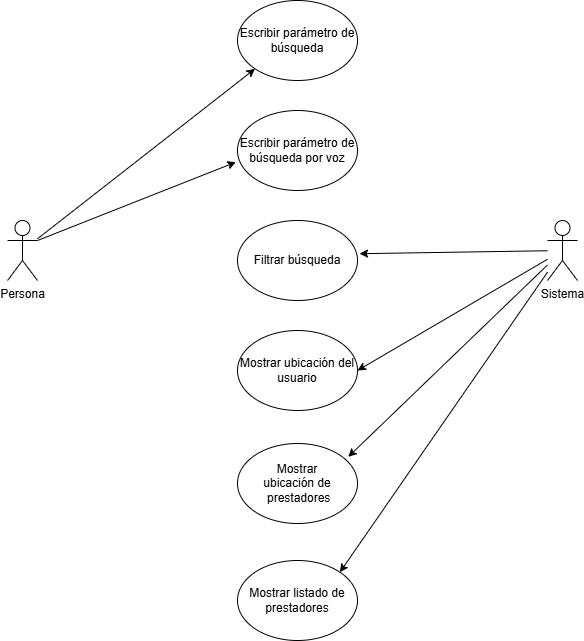 Escribir parámetro de
búsqueda
Escribir parámetro de
búsqueda por voz
Filtrar búsqueda
Persona
Sistema
Mostrar ubicación del
usuario
Mostrar
ubicación de
prestadores
Mostrar listado de
prestadores